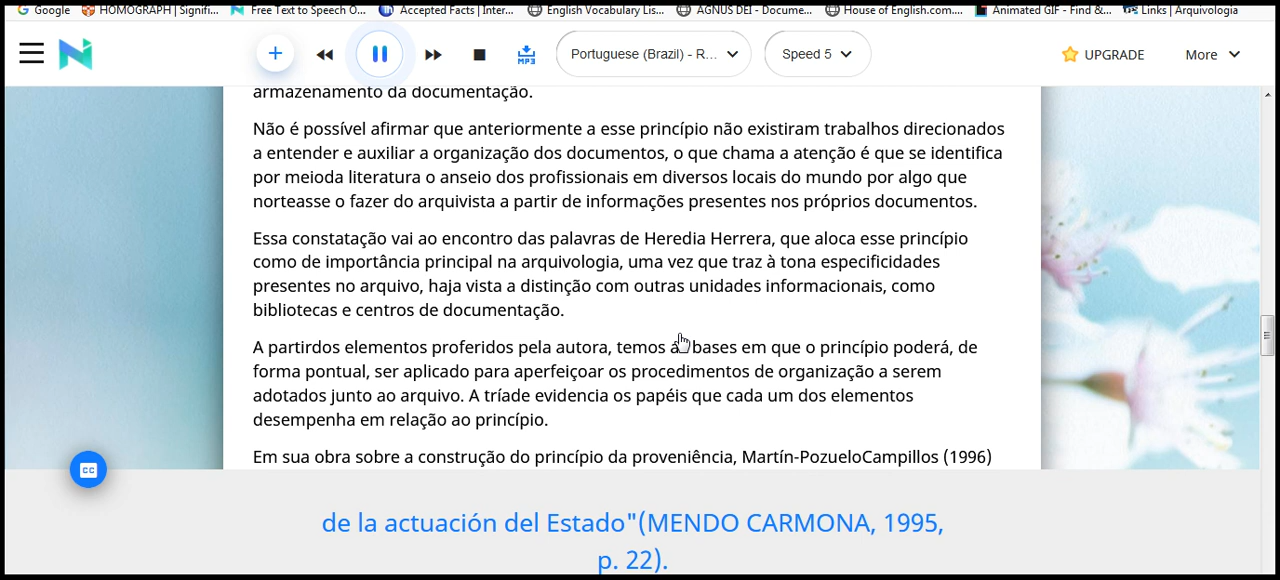 Google HOMOGRAPH | Signifi... Free Text to Speech O... Accepted Facts | Inter... English Vocabulary Lis... AGNUS DEI - Docume... House of English.com.... Animated GIF - Find &... Links | Arquivologia
MP3 Portuguese (Brazil) - R... Speed 5 UPGRADE More
armazenamento da documentação.
Não é possível afirmar que anteriormente a esse princípio não existiram trabalhos direcionados
a entender e auxiliar a organização dos documentos, o que chama a atenção é que se identifica
por meioda literatura o anseio dos profissionais em diversos locais do mundo por algo que
norteasse o fazer do arquivista a partir de informações presentes nos próprios documentos.
Essa constatação vai ao encontro das palavras de Heredia Herrera, que aloca esse princípio
como de importância principal na arquivologia, uma vez que traz à tona especificidades
presentes no arquivo, haja vista a distinção com outras unidades informacionais, como
bibliotecas e centros de documentação.
A partirdos elementos proferidos pela autora, temos as bases em que o princípio poderá, de
forma pontual, ser aplicado para aperfeiçoar os procedimentos de organização a serem
adotados junto ao arquivo. A tríade evidencia os papéis que cada um dos elementos
desempenha em relação ao princípio.
Em sua obra sobre a construção do princípio da proveniência, Martín-PozueloCampillos (1996)
CC
de la actuación del Estado"(MENDO CARMONA, 1995,
p. 22).